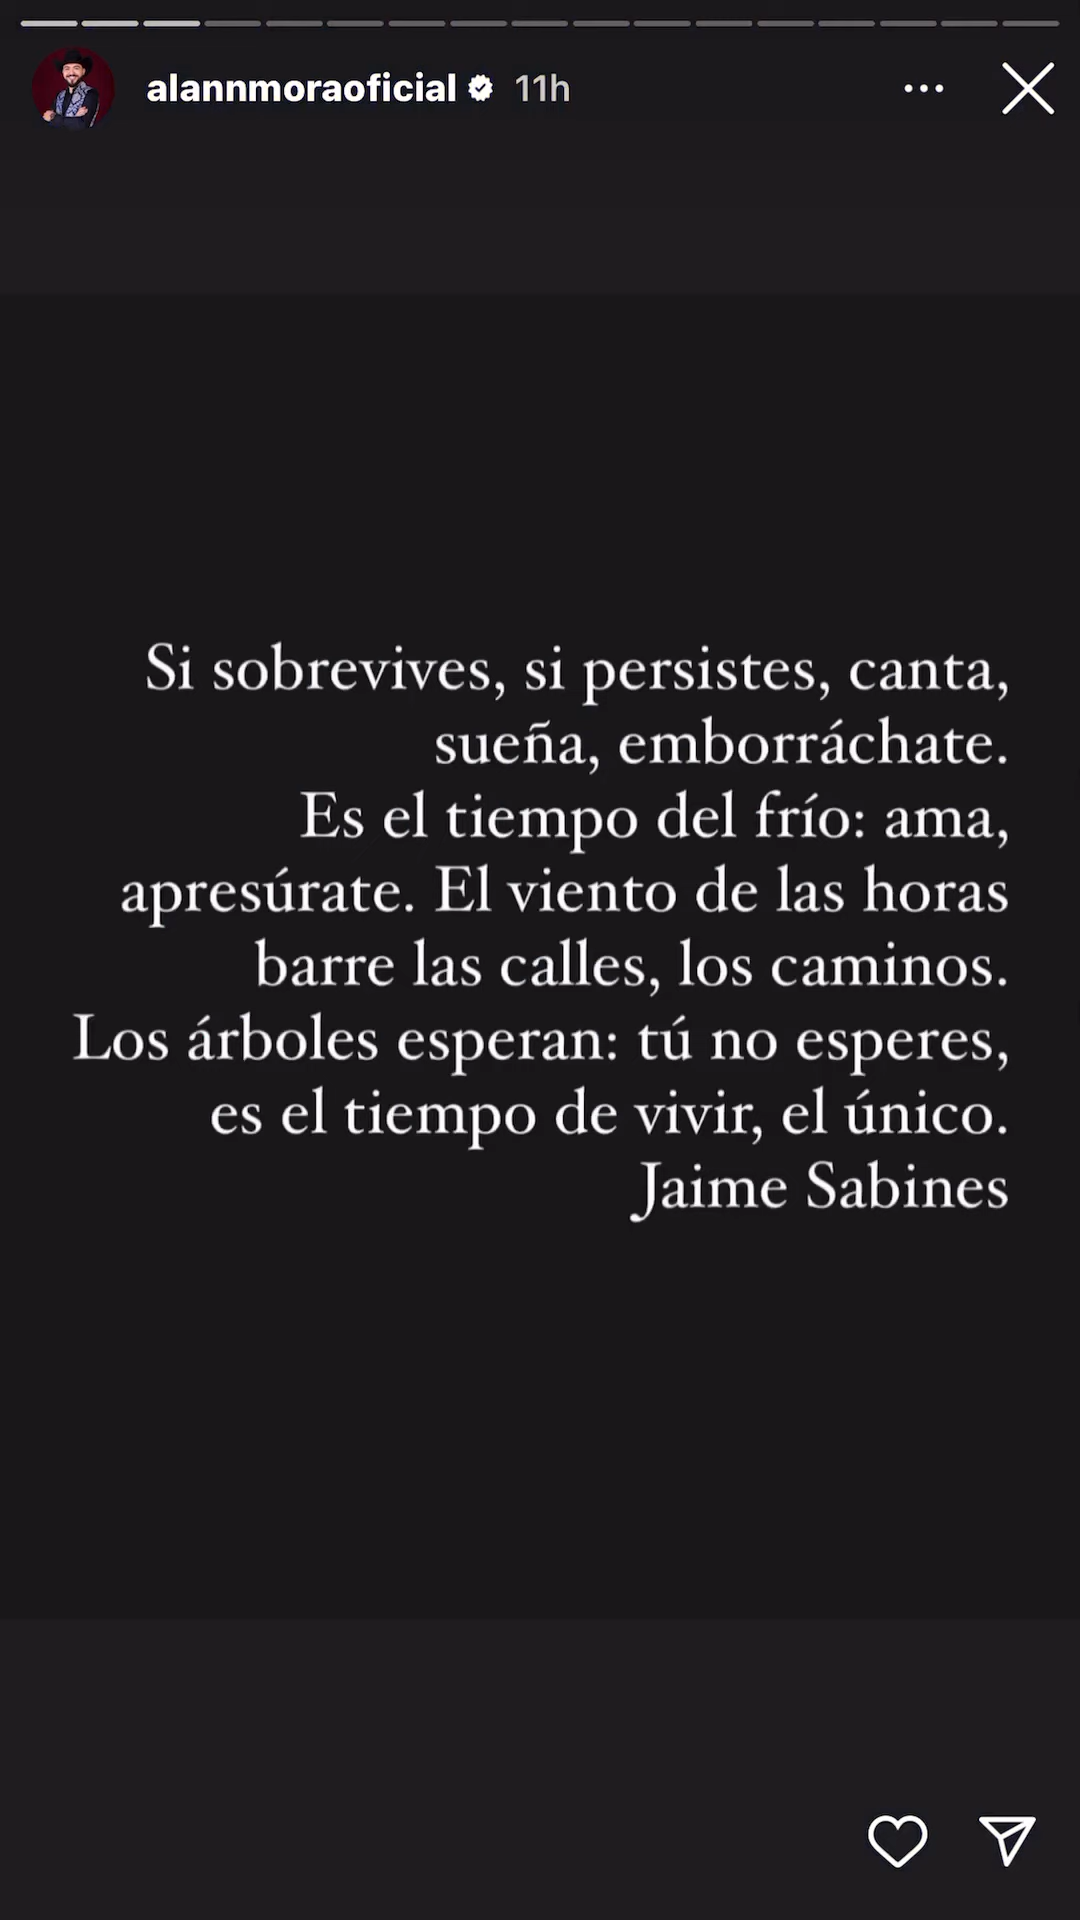 alannmoraoficial 11h
Si sobrevives, si persistes, canta,
sueña, emborráchate.
Es el tiempo del frío: ama,
apresúrate. El viento de las horas
barre las calles, los caminos.
Los árboles esperan: tú no esperes,
es el tiempo de vivir, el único.
Jaime Sabines